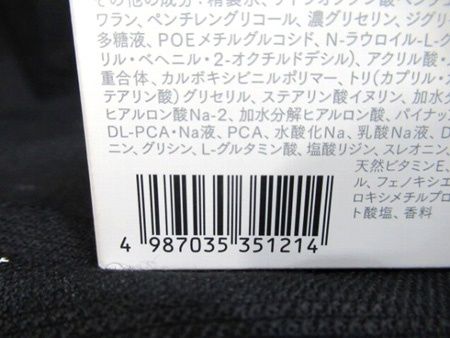 その他の成分:精製水、
ワラン、ペンチレングリコール、濃グリセリン、ジグリ
多糖液、POEメチルグルコシド、N-ラウロイル-L-グ
リル・ベヘニル・2-オクチルドデシル)、アクリル酸・
重合体、カルボキシビニルポリマー、トリ(カプリル・
テアリン酸)グリセリル、ステアリン酸イヌリン、加水
ヒアルロン酸Na-2、加水分解ヒアルロン酸、パイナッ
DL-PCA・Na液、PCA、水酸化Na、乳酸Na液、D
ニン、グリシン、L-グルタミン酸、塩酸リジン、スレオニン、
天然ビタミンE、
ル、フェノキシエ
ロキシメチルプロ
ト酸塩、香料
4 987035 351214